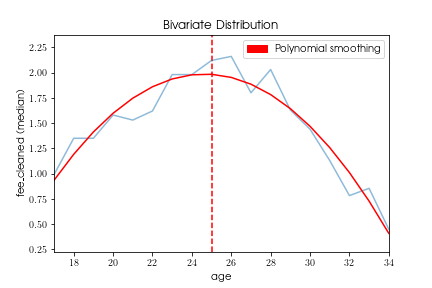 Bivariate Distribution
Polynomial smoothing
fee_cleaned (median)
2.25
2.00
1.75
1.50
1.25
1.00
0.75
0.50
0.25
18 20 22 24 26 28 30 32 34
age